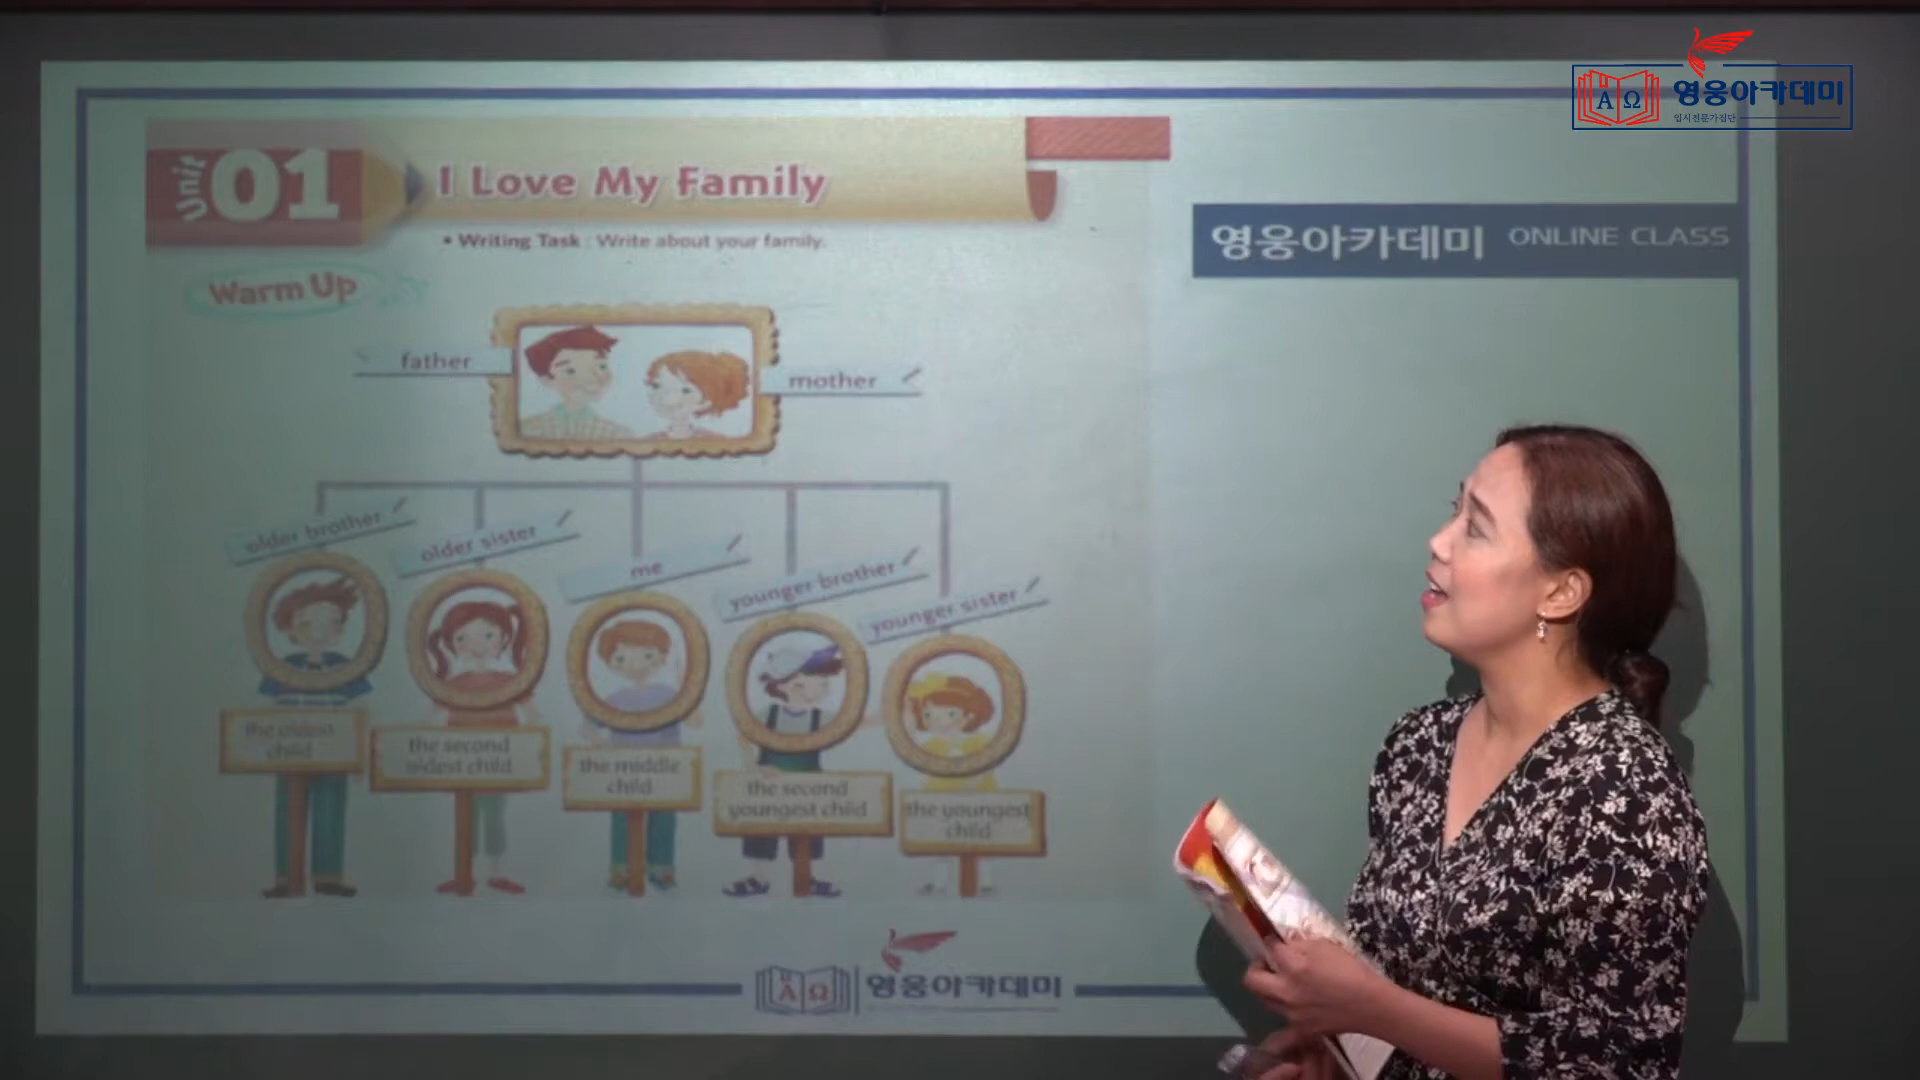 영웅아카데미
입시전문가집단
Unit 01
I Love My Family
• Writing Task : Write about your family.
Warm Up
영웅아카데미 ONLINE CLASS
father
mother
older brother
older sister
me
younger brother
younger sister
the oldest
child
the second
oldest child
the middle
child
the second
youngest child
the youngest
child
A Ω
영웅아카데미